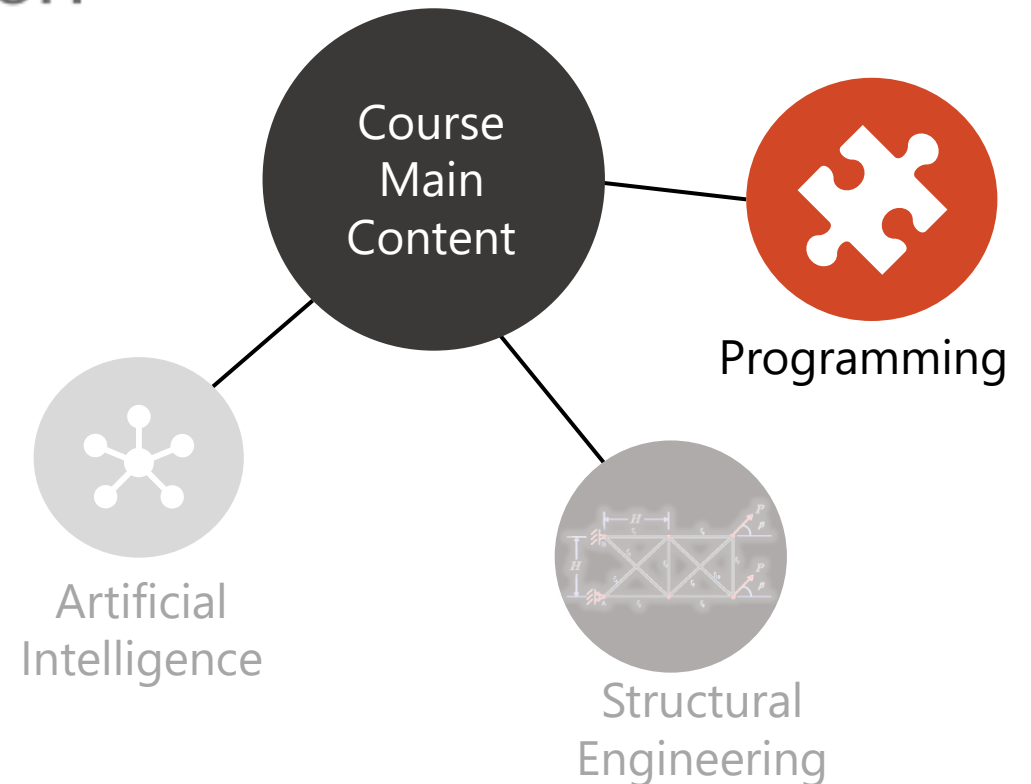 Course
Main
Content
Programming
Artificial
Intelligence
H
P
H
P
Structural
Engineering